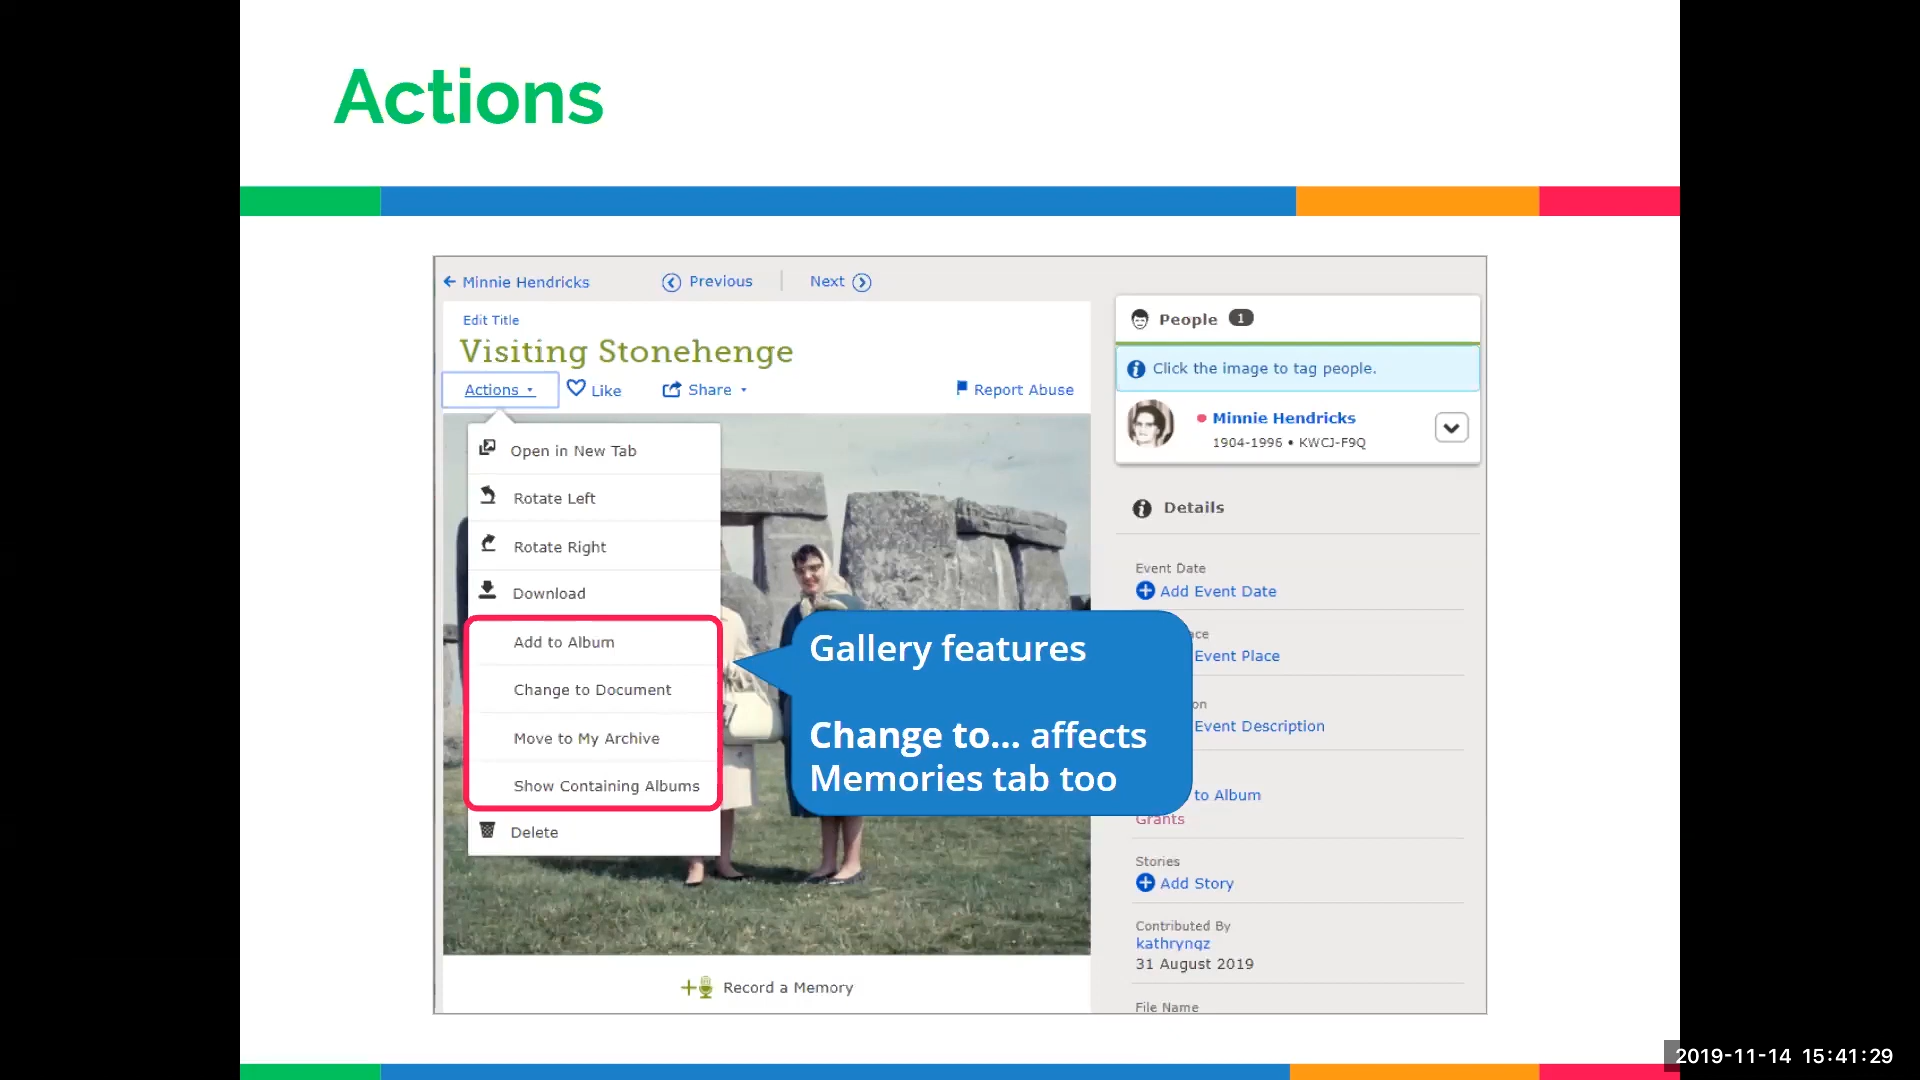 Actions
Minnie Hendricks
Previous
Next
Edit Title
Visiting Stonehenge
Actions
Like
Share
Report Abuse
Open in New Tab
Rotate Left
Rotate Right
Download
Add to Album
Change to Document
Move to My Archive
Show Containing Albums
Delete
Gallery features
Change to... affects
Memories tab too
Record a Memory
People 1
Click the image to tag people.
Minnie Hendricks
1904-1996 • KWCJ-F9Q
Details
Event Date
Add Event Date
Event Place
Event Description
to Album
Grants
Stories
Add Story
Contributed By
kathryngz
31 August 2019
File Name
2019-11-14 15:41:29